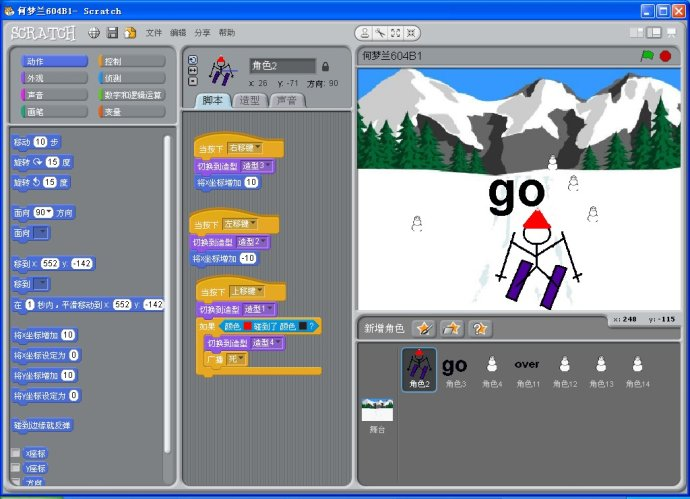 何梦兰604B1- Scratch
SCRATCH
文件 编辑 分享 帮助
动作 控制
外观 侦测
声音 数字和逻辑运算
画笔 变量
移动 10 步
旋转 15 度
旋转 15 度
面向 90 方向
面向
移到 x: 552 y: -142
移到
在 1 秒内，平滑移动到 x: 552 y: -142
将x坐标增加 10
将x坐标设定为 0
将y坐标增加 10
将y坐标设定为 0
碰到边缘就反弹
x座标
y座标
方向
角色2
x: 26 y: -71 方向: 90
脚本 造型 声音
当按下 右移键
切换到造型 造型3
将x坐标增加 10
当按下 左移键
切换到造型 造型2
将x坐标增加 -10
当按下 上移键
切换到造型 造型1
如果 颜色 碰到了 颜色 ?
切换到造型 造型4
广播 死
何梦兰604B1
go
x: 240 y: -115
新增角色
go over
角色2 角色3 角色4 角色11 角色12 角色13 角色14
舞台